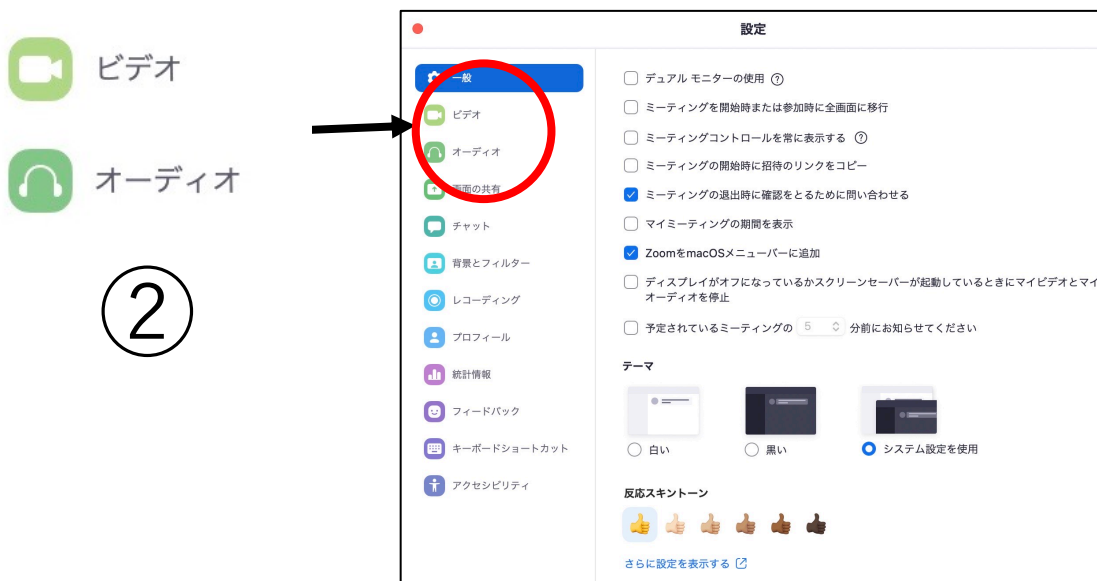 ビデオ
オーディオ
②
設定
一般
ビデオ
オーディオ
画面の共有
チャット
背景とフィルター
レコーディング
プロフィール
統計情報
フィードバック
キーボードショートカット
アクセシビリティ
デュアル モニターの使用
ミーティングを開始時または参加時に全画面に移行
ミーティングコントロールを常に表示する
ミーティングの開始時に招待のリンクをコピー
ミーティングの退出時に確認をとるために問い合わせる
マイミーティングの期間を表示
ZoomをmacOSメニューバーに追加
ディスプレイがオフになっているかスクリーンセーバーが起動しているときにマイビデオとマイ
オーディオを停止
予定されているミーティングの 5 分前にお知らせてください
テーマ
白い
黒い
システム設定を使用
反応スキントーン
さらに設定を表示する